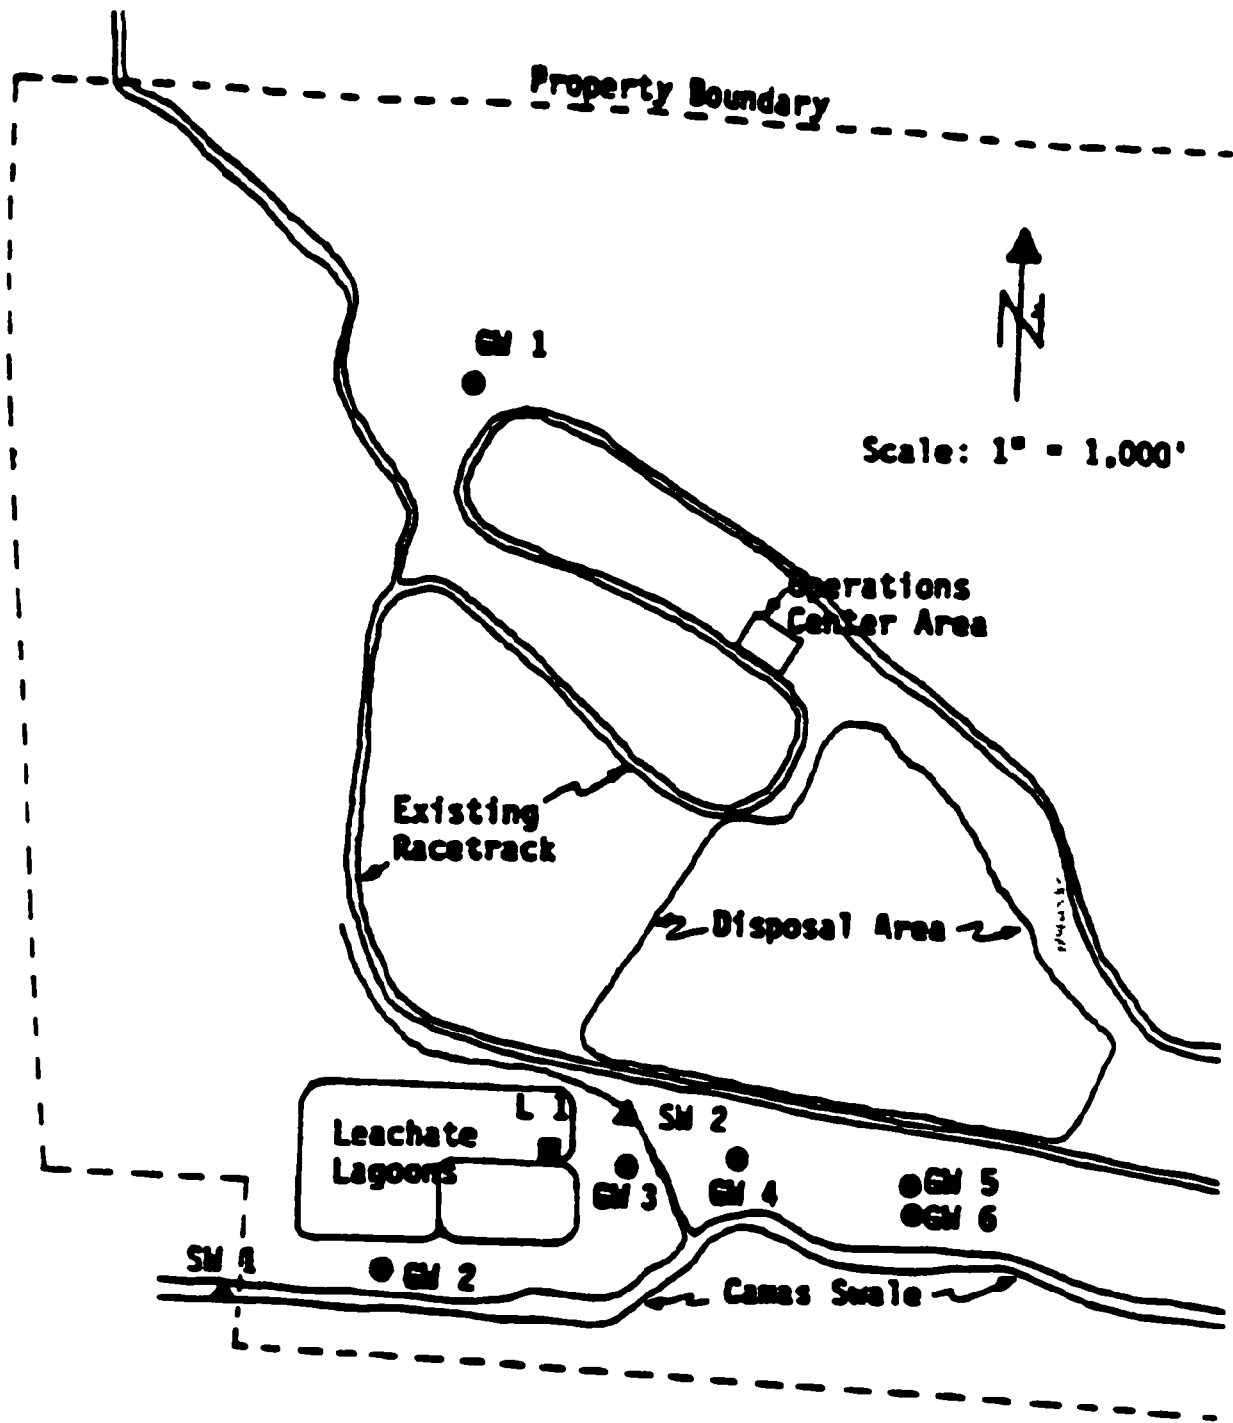 Property Boundary
GW 1
N
Scale: 1" = 1,000'
Operations
Center Area
Existing
Racetrack
Disposal Area
L 1
SW 2
Leachate
Lagoons
GW 3
GW 4
GW 5
GW 6
SW 1
GW 2
Camas Swale